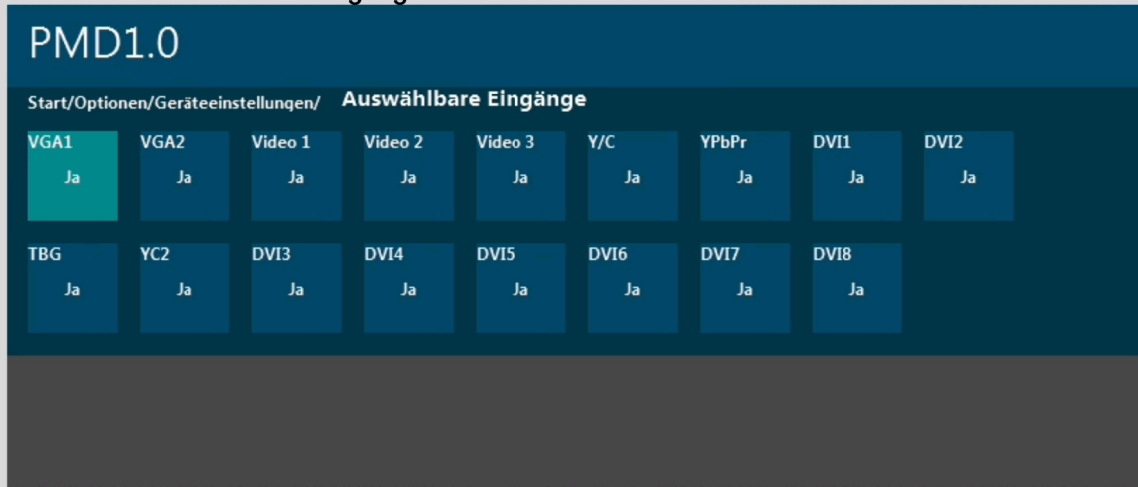 PMD1.0
Start/Optionen/Geräteeinstellungen/ Auswählbare Eingänge
VGA1 VGA2 Video 1 Video 2 Video 3 Y/C YPbPr DVI1 DVI2
Ja Ja Ja Ja Ja Ja Ja Ja Ja
TBG YC2 DVI3 DVI4 DVI5 DVI6 DVI7 DVI8
Ja Ja Ja Ja Ja Ja Ja Ja